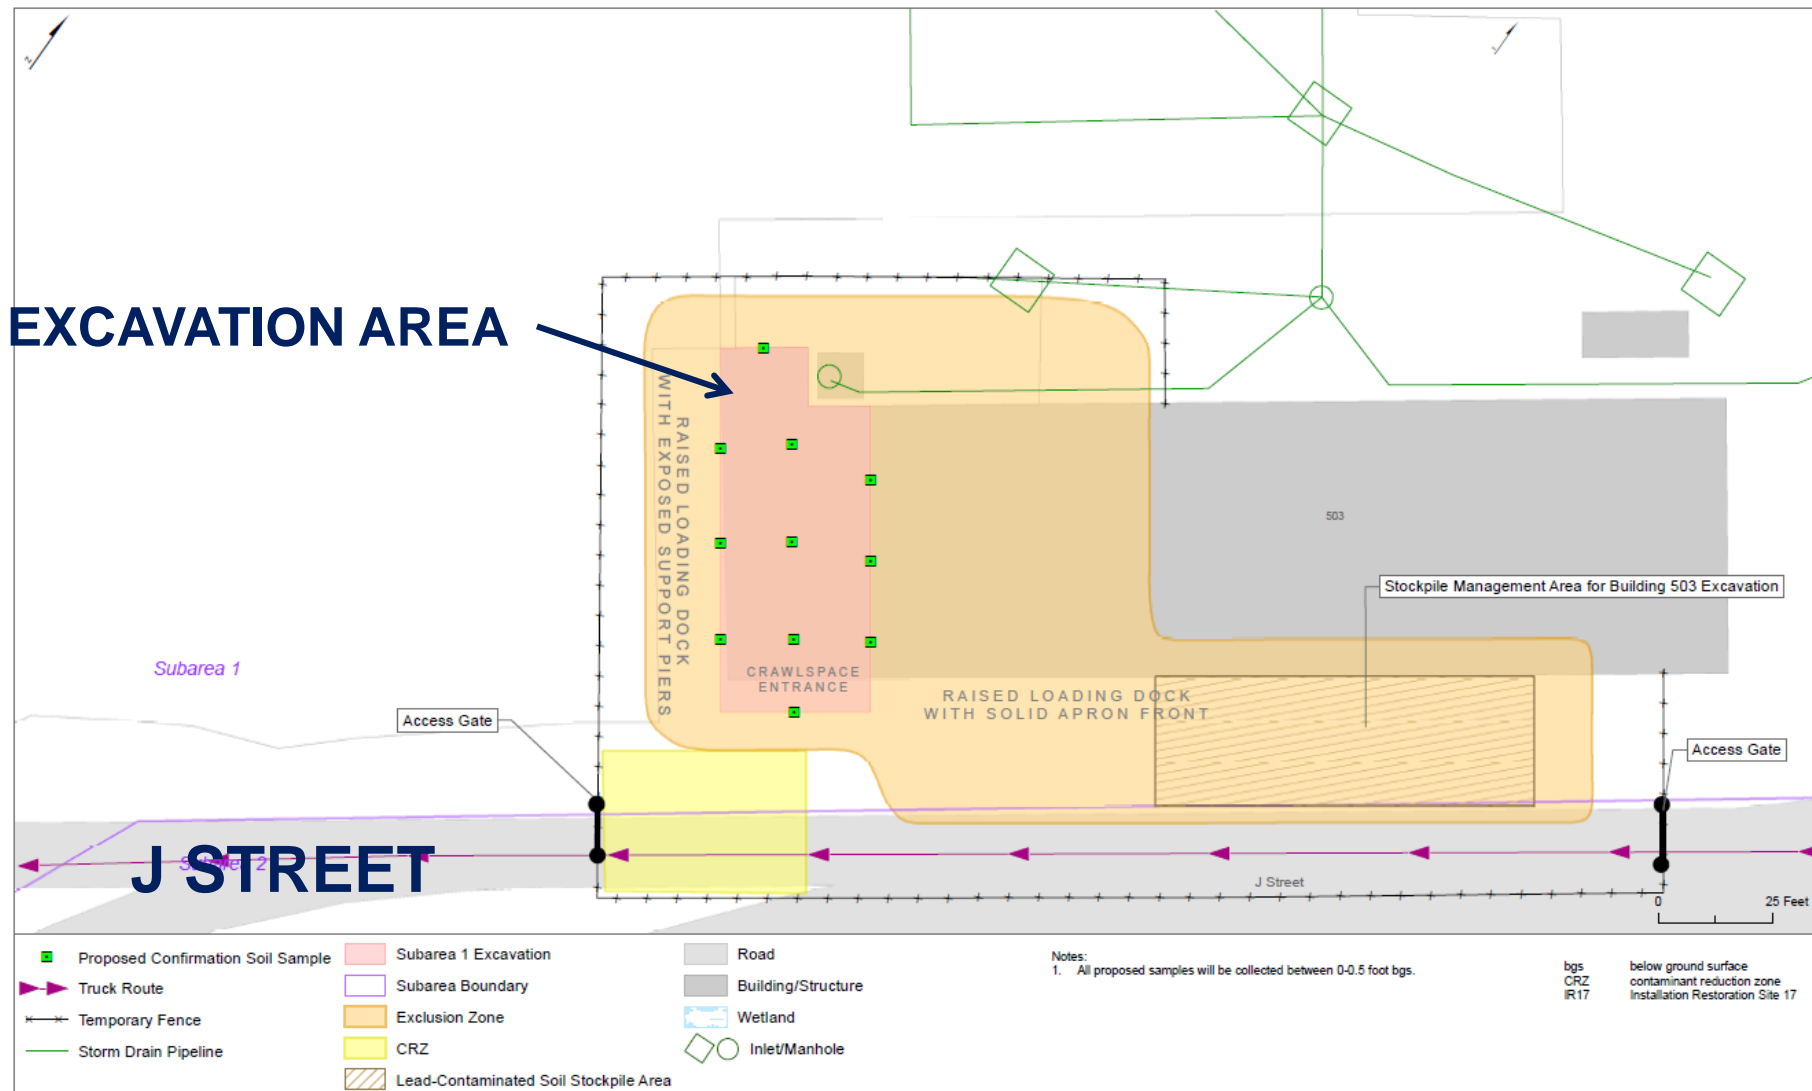 N
EXCAVATION AREA
RAISED LOADING DOCK
WITH EXPOSED SUPPORT PIERS
503
Stockpile Management Area for Building 503 Excavation
Subarea 1
CRAWLSPACE
ENTRANCE
RAISED LOADING DOCK
WITH SOLID APRON FRONT
Access Gate
Access Gate
Subarea 2
J STREET
J Street
0 25 Feet
Proposed Confirmation Soil Sample
Truck Route
Temporary Fence
Storm Drain Pipeline
Subarea 1 Excavation
Subarea Boundary
Exclusion Zone
CRZ
Lead-Contaminated Soil Stockpile Area
Road
Building/Structure
Wetland
Inlet/Manhole
Notes:
1. All proposed samples will be collected between 0-0.5 foot bgs.
bgs below ground surface
CRZ contaminant reduction zone
IR17 Installation Restoration Site 17